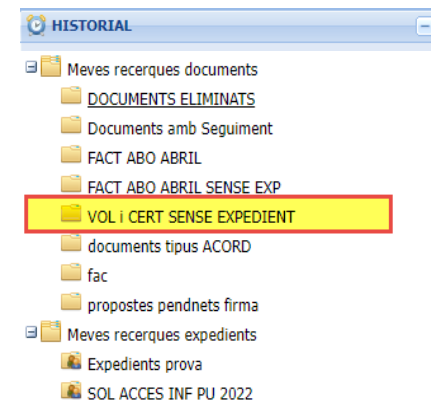 HISTORIAL
Meves recerques documents
DOCUMENTS ELIMINATS
Documents amb Seguiment
FACT ABO ABRIL
FACT ABO ABRIL SENSE EXP
VOL i CERT SENSE EXPEDIENT
documents tipus ACORD
fac
propostes pendnets firma
Meves recerques expedients
Expedients prova
SOL ACCES INF PU 2022